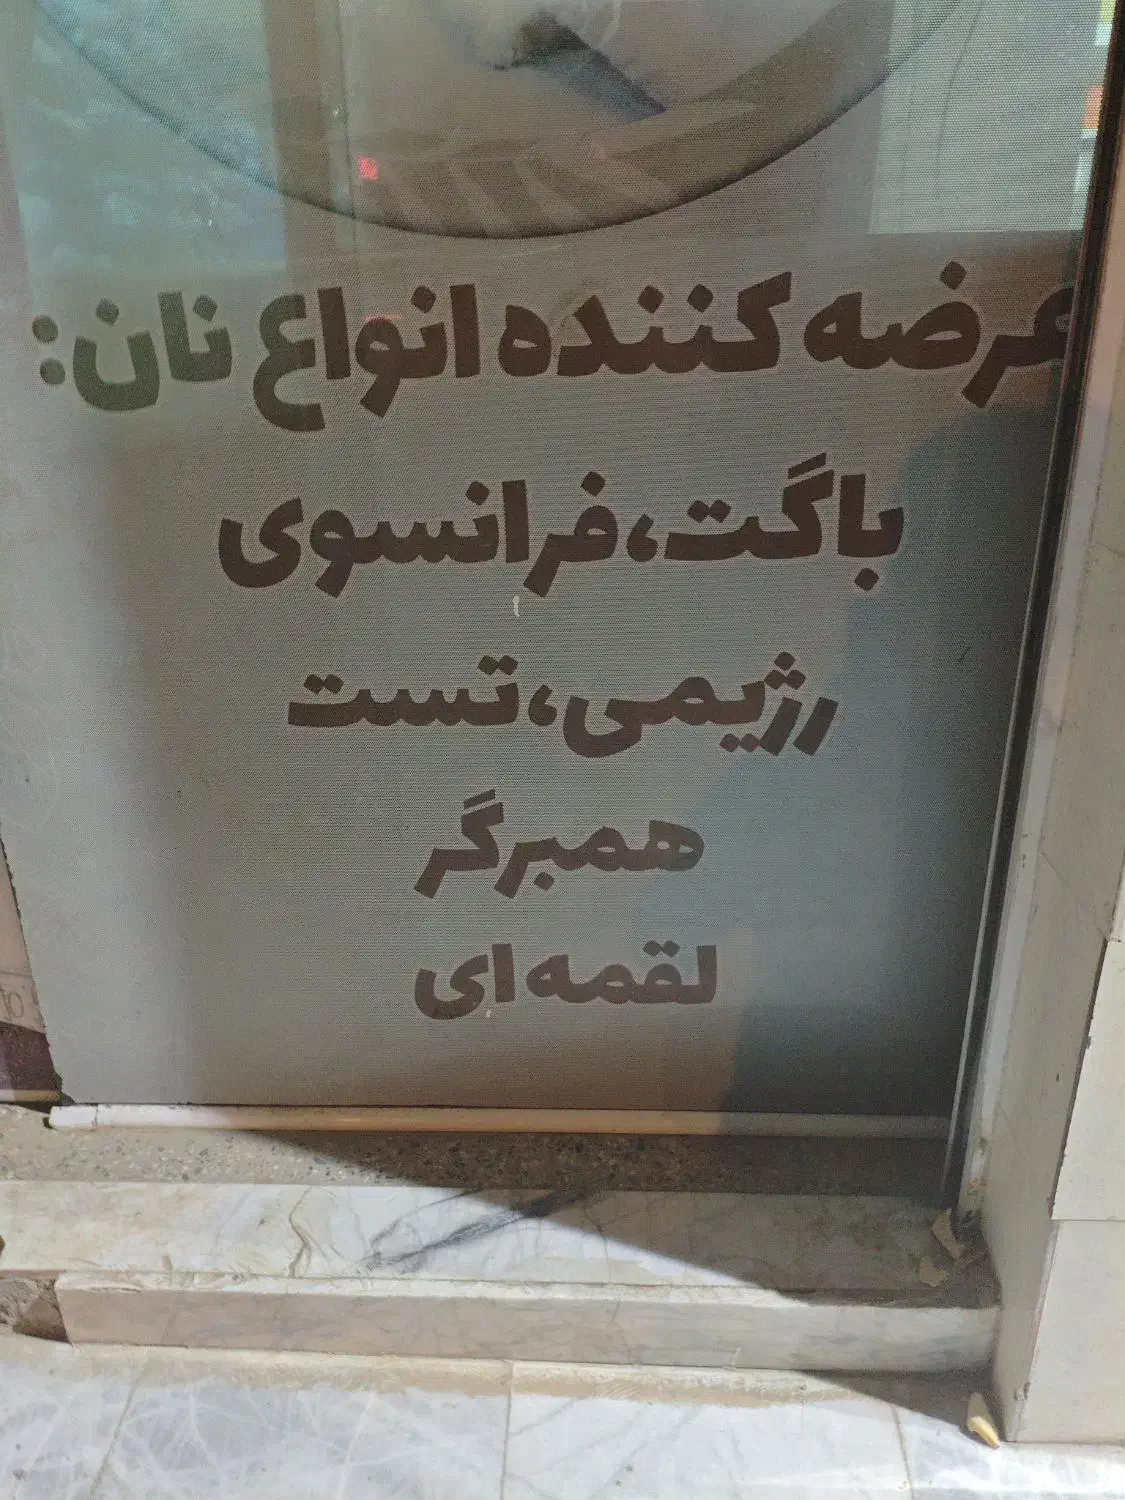 عرضه کننده انواع نان:
باگت، فرانسوی
رژیمی، تست
همبرگر
لقمه ای